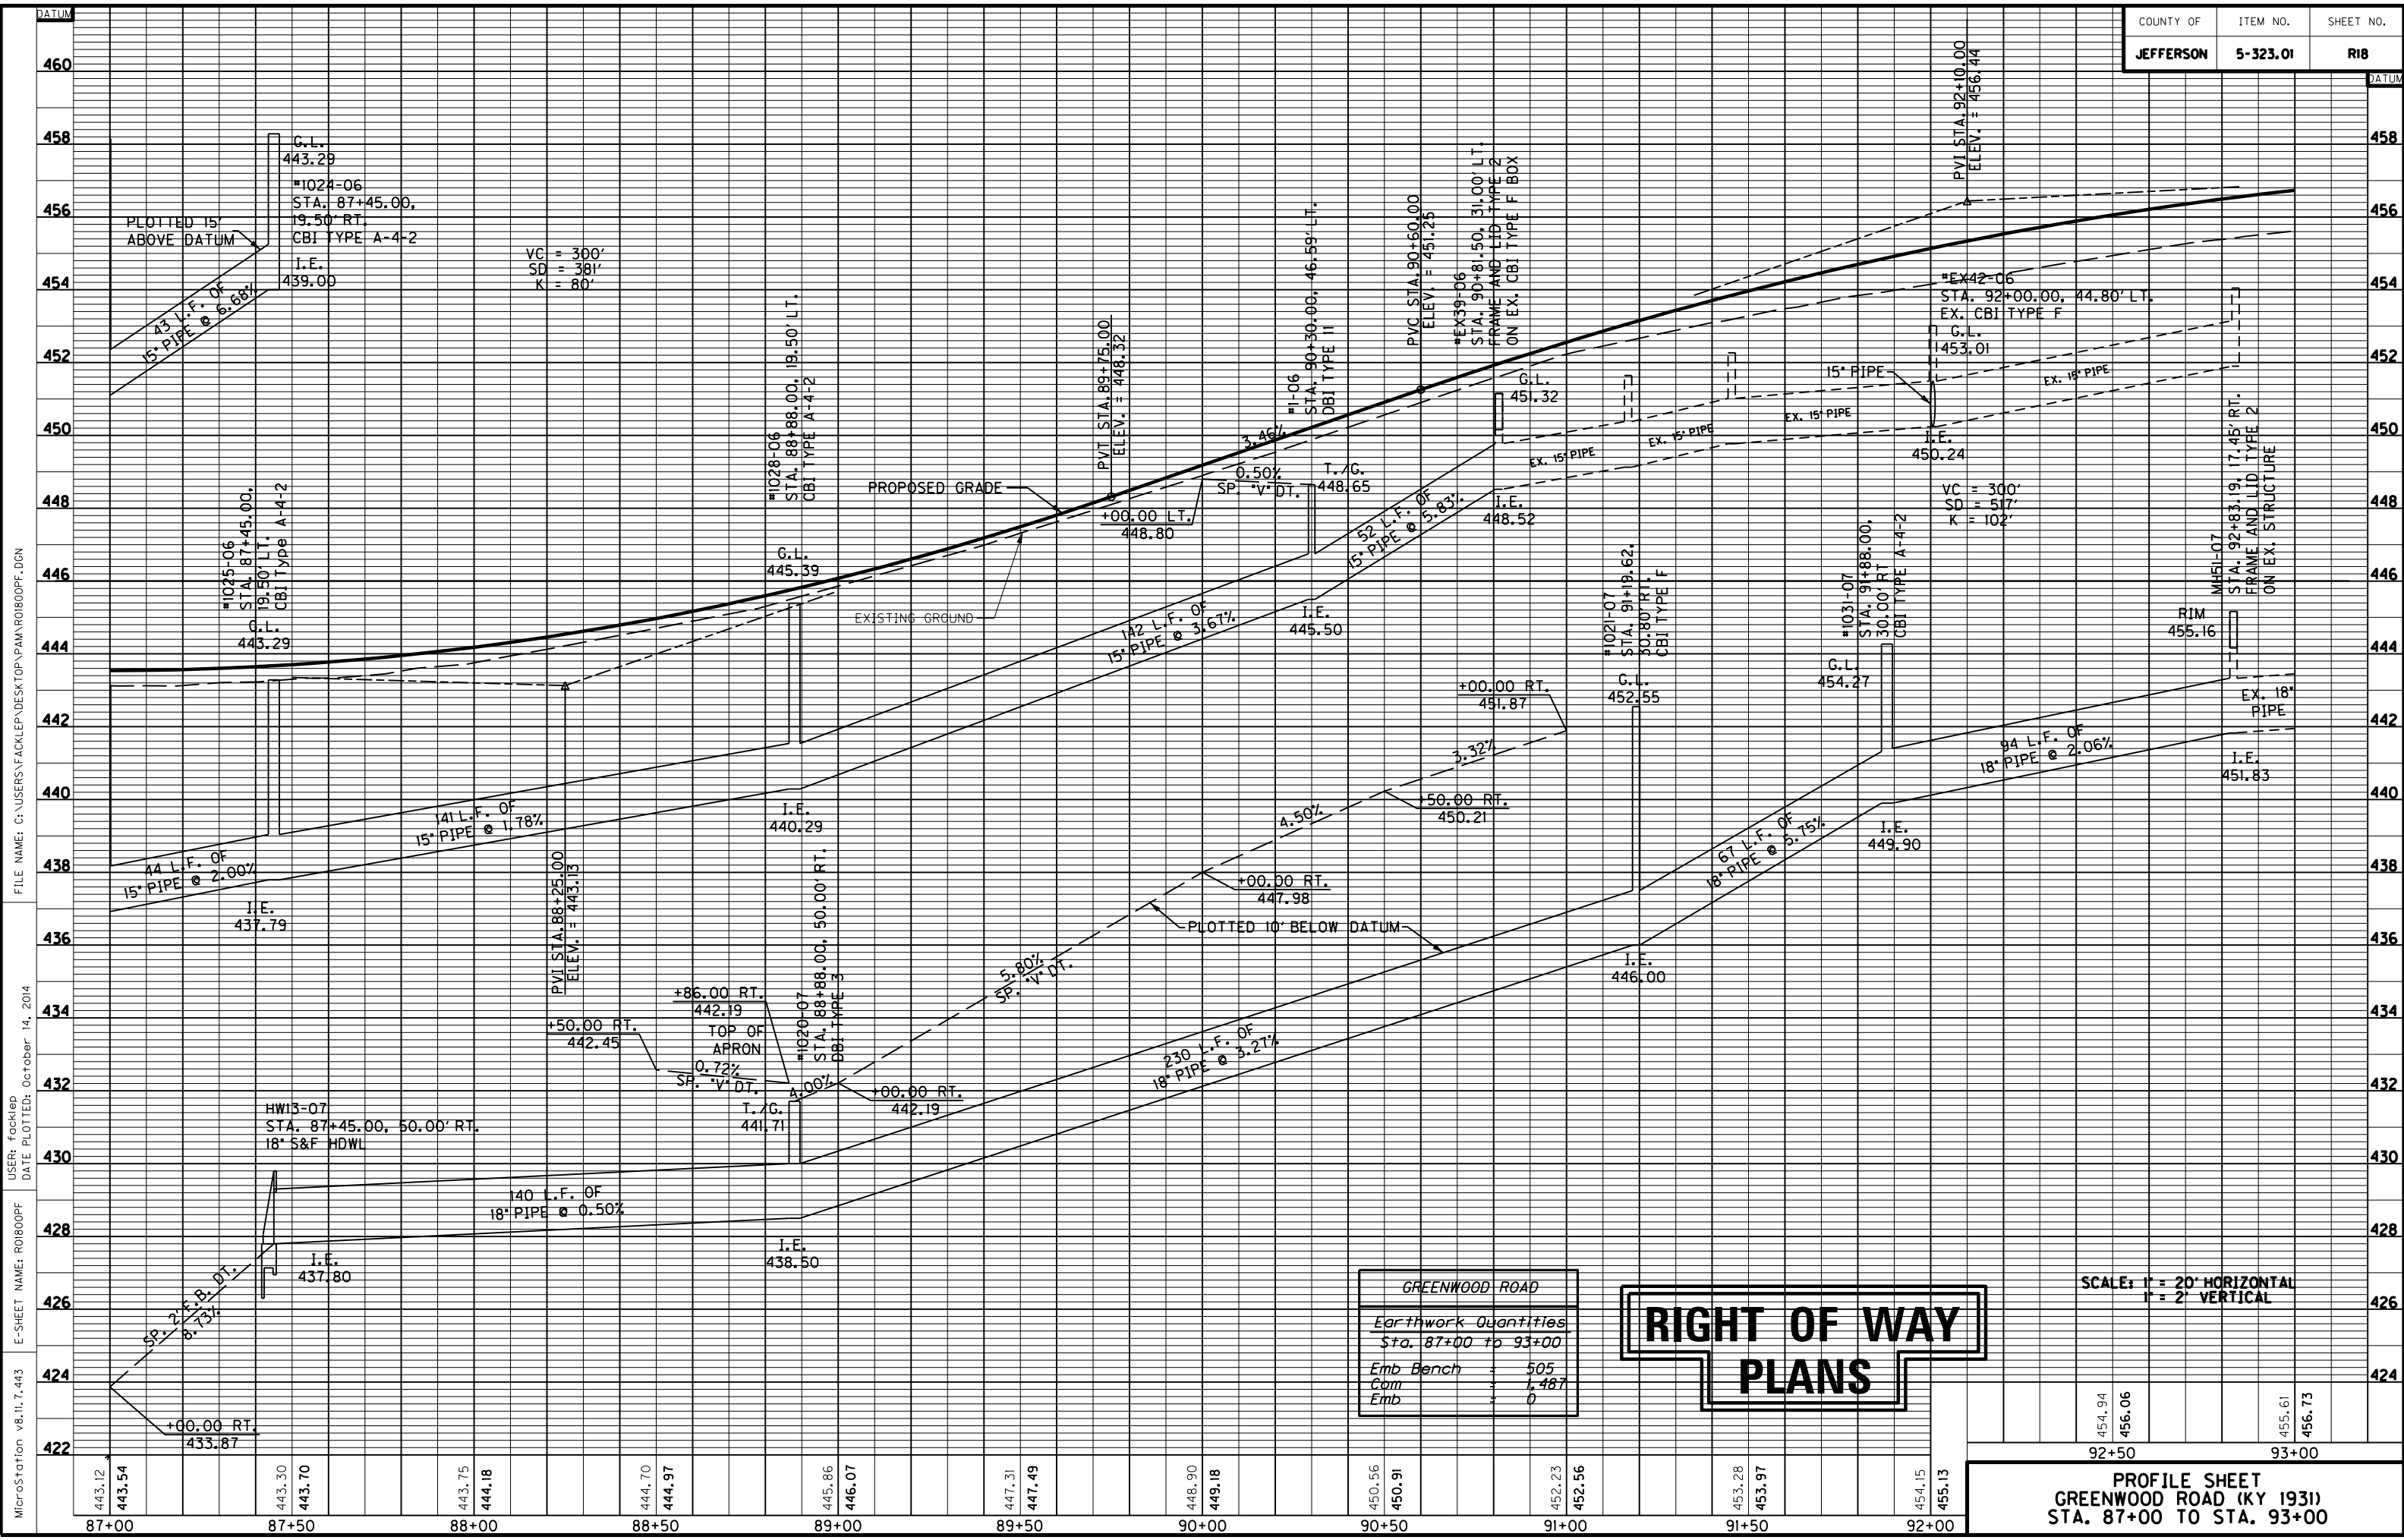 DATUM
COUNTY OF
ITEM NO.
SHEET NO.
JEFFERSON
5-323.01
R18
DATUM
460
458
456
454
452
450
448
446
444
442
440
438
436
434
432
430
428
426
424
422
458
456
454
452
450
448
446
444
442
440
438
436
434
432
430
428
426
424
G.L.
443.29
#1024-06
STA. 87+45.00,
19.50' RT.
CBI TYPE A-4-2
I.E.
439.00
PLOTTED 15'
ABOVE DATUM
43 L.F. OF
15" PIPE @ 6.68%
VC = 300'
SD = 381'
K = 80'
#1025-06
STA. 87+45.00,
19.50' LT.
CBI Type A-4-2
G.L.
443.29
#1028-06
STA. 88+88.00, 19.50' LT.
CBI TYPE A-4-2
G.L.
445.39
PVT STA.89+75.00
ELEV. = 448.32
PROPOSED GRADE
EXISTING GROUND
+00.00 LT.
448.80
0.50%
SP. "V" DT.
3.46%
#1-06
STA. 90+30.00, 46.59' LT.
DBI TYPE 11
T./G.
448.65
PVC STA.90+60.00
ELEV. = 451.25
#EX39-06
STA. 90+81.50, 31.00' LT.
FRAME AND LID TYPE 2
ON EX. CBI TYPE F BOX
G.L.
451.32
I.E.
448.52
52 L.F. OF
15" PIPE @ 5.83%
I.E.
445.50
142 L.F. OF
15" PIPE @ 3.67%
EX. 15" PIPE
EX. 15" PIPE
EX. 15" PIPE
EX. 15" PIPE
15" PIPE
PVI STA. 92+10.00
ELEV. = 456.44
#EX42-06
STA. 92+00.00, 44.80' LT.
EX. CBI TYPE F
G.L.
453.01
I.E.
450.24
VC = 300'
SD = 517'
K = 102'
MH51-07
STA. 92+83.19, 17.45' RT.
FRAME AND LID TYPE 2
ON EX. STRUCTURE
RIM
455.16
EX. 18"
PIPE
I.E.
451.83
#1031-07
STA. 91+88.00,
30.00' RT
CBI TYPE A-4-2
G.L.
454.27
I.E.
449.90
94 L.F. OF
18" PIPE @ 2.06%
67 L.F. OF
18" PIPE @ 5.75%
#1021-07
STA. 91+19.62,
30.80' RT.
CBI TYPE F
G.L.
452.55
I.E.
446.00
+00.00 RT.
451.87
3.32%
+50.00 RT.
450.21
4.50%
+00.00 RT.
447.98
PLOTTED 10' BELOW DATUM
5.80%
SP. "V" DT.
230 L.F. OF
18" PIPE @ 3.27%
44 L.F. OF
15" PIPE @ 2.00%
I.E.
437.79
141 L.F. OF
15" PIPE @ 1.78%
I.E.
440.29
PVI STA.88+25.00
ELEV. = 443.13
#1020-07
STA. 88+88.00, 50.00' RT.
DBI TYPE 3
+86.00 RT.
442.19
TOP OF
APRON
+50.00 RT.
442.45
0.72%
SP. "V" DT.
4.00%
T./G.
441.71
+00.00 RT.
442.19
HW13-07
STA. 87+45.00, 50.00' RT.
18" S&F HDWL
140 L.F. OF
18" PIPE @ 0.50%
I.E.
437.80
I.E.
438.50
SP. 2' F.B. DT.
8.73%
+00.00 RT.
433.87
GREENWOOD ROAD
Earthwork Quantities
Sta. 87+00 to 93+00
Emb Bench = 505
Com = 1,487
Emb = 0
RIGHT OF WAY
PLANS
SCALE: 1" = 20' HORIZONTAL
1" = 2' VERTICAL
443.12
443.54
443.30
443.70
443.75
444.18
444.70
444.97
445.86
446.07
447.31
447.49
448.90
449.18
450.56
450.91
452.23
452.56
453.28
453.97
454.15
455.13
454.94
456.06
455.61
456.73
87+00
87+50
88+00
88+50
89+00
89+50
90+00
90+50
91+00
91+50
92+00
92+50
93+00
PROFILE SHEET
GREENWOOD ROAD (KY 1931)
STA. 87+00 TO STA. 93+00
FILE NAME: C:\USERS\FACKLEP\DESKTOP\PAM\R01800PF.DGN
USER: facklep
DATE PLOTTED: October 14, 2014
E-SHEET NAME: R01800PF
MicroStation v8.11.7.443